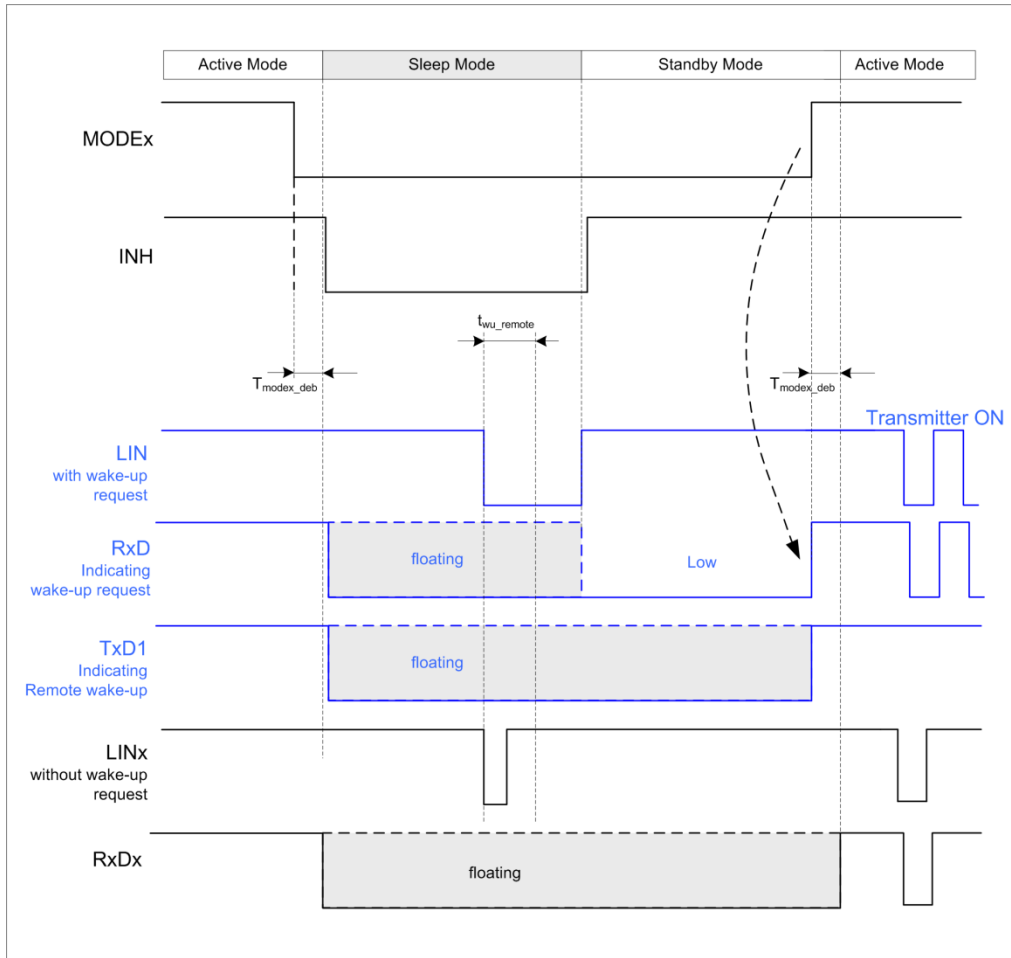 Active Mode
Sleep Mode
Standby Mode
Active Mode
MODEx
INH
twu_remote
Tmodex_deb
Tmodex_deb
Transmitter ON
LIN
with wake-up
request
RxD
Indicating
wake-up request
floating
Low
TxD1
Indicating
Remote wake-up
floating
LINx
without wake-up
request
RxDx
floating